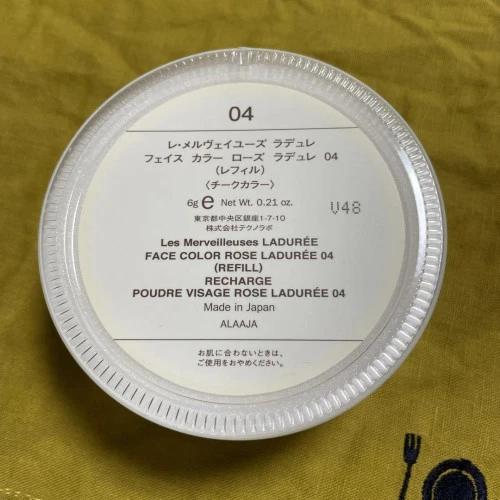 04
レ・メルヴェイユーズ ラデュレ
フェイス カラー ローズ ラデュレ 04
（レフィル）
〈チークカラー〉
6g e Net Wt. 0.21 oz.
V48
東京都中央区銀座1-7-10
株式会社テクノラボ
Les Merveilleuses LADURÉE
FACE COLOR ROSE LADURÉE 04
(REFILL)
RECHARGE
POUDRE VISAGE ROSE LADURÉE 04
Made in Japan
ALAAJA
お肌に合わないときは、
ご使用をおやめください。